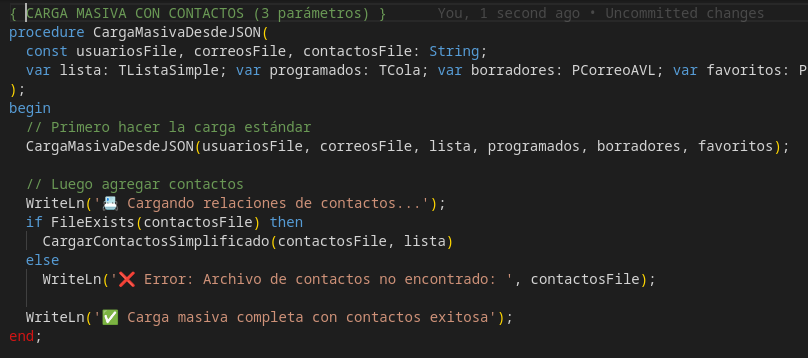 { CARGA MASIVA CON CONTACTOS (3 parámetros) }      You, 1 second ago • Uncommitted changes
procedure CargaMasivaDesdeJSON(
  const usuariosFile, correosFile, contactosFile: String;
  var lista: TListaSimple; var programados: TCola; var borradores: PCorreoAVL; var favoritos: P
);
begin
  // Primero hacer la carga estándar
  CargaMasivaDesdeJSON(usuariosFile, correosFile, lista, programados, borradores, favoritos);

  // Luego agregar contactos
  WriteLn('📇 Cargando relaciones de contactos...');
  if FileExists(contactosFile) then
    CargarContactosSimplificado(contactosFile, lista)
  else
    WriteLn('❌ Error: Archivo de contactos no encontrado: ', contactosFile);

  WriteLn('✅ Carga masiva completa con contactos exitosa');
end;